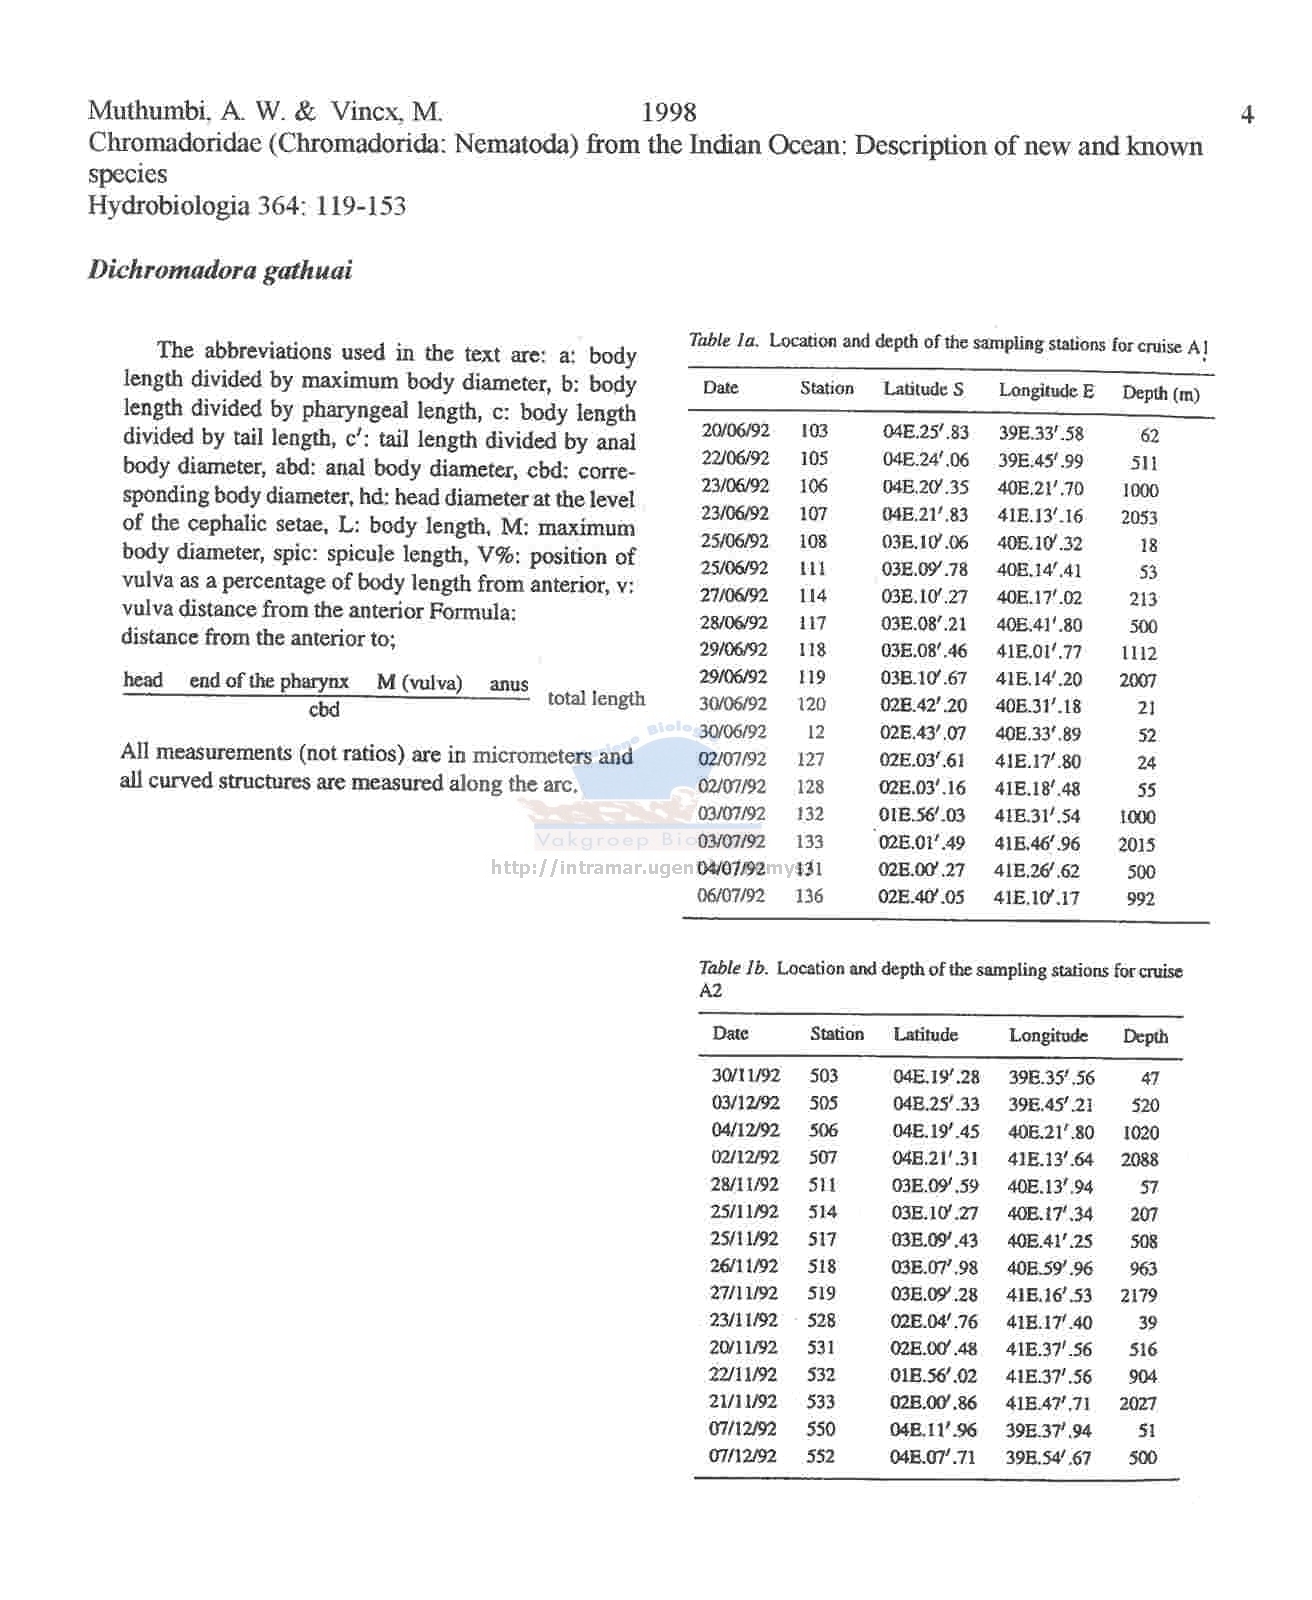 Muthumbi, A. W. & Vincx, M. 1998 4
Chromadoridae (Chromadorida: Nematoda) from the Indian Ocean: Description of new and known
species
Hydrobiologia 364: 119-153
Dichromadora gathuai
The abbreviations used in the text are: a: body
length divided by maximum body diameter, b: body
length divided by pharyngeal length, c: body length
divided by tail length, c′: tail length divided by anal
body diameter, abd: anal body diameter, cbd: corre-
sponding body diameter, hd: head diameter at the level
of the cephalic setae, L: body length, M: maximum
body diameter, spic: spicule length, V%: position of
vulva as a percentage of body length from anterior, v:
vulva distance from the anterior Formula:
distance from the anterior to;
head end of the pharynx M (vulva) anus
cbd
total length
All measurements (not ratios) are in micrometers and
all curved structures are measured along the arc.
Table 1a. Location and depth of the sampling stations for cruise A1
Date Station Latitude S Longitude E Depth (m)
20/06/92 103 04E.25′.83 39E.33′.58 62
22/06/92 105 04E.24′.06 39E.45′.99 511
23/06/92 106 04E.20′.35 40E.21′.70 1000
23/06/92 107 04E.21′.83 41E.13′.16 2053
25/06/92 108 03E.10′.06 40E.10′.32 18
25/06/92 111 03E.09′.78 40E.14′.41 53
27/06/92 114 03E.10′.27 40E.17′.02 213
28/06/92 117 03E.08′.21 40E.41′.80 500
29/06/92 118 03E.08′.46 41E.01′.77 1112
29/06/92 119 03E.10′.67 41E.14′.20 2007
30/06/92 120 02E.42′.20 40E.31′.18 21
30/06/92 12 02E.43′.07 40E.33′.89 52
02/07/92 127 02E.03′.61 41E.17′.80 24
02/07/92 128 02E.03′.16 41E.18′.48 55
03/07/92 132 01E.56′.03 41E.31′.54 1000
03/07/92 133 02E.01′.49 41E.46′.96 2015
04/07/92 131 02E.00′.27 41E.26′.62 500
06/07/92 136 02E.40′.05 41E.10′.17 992
Table 1b. Location and depth of the sampling stations for cruise
A2
Date Station Latitude Longitude Depth
30/11/92 503 04E.19′.28 39E.35′.56 47
03/12/92 505 04E.25′.33 39E.45′.21 520
04/12/92 506 04E.19′.45 40E.21′.80 1020
02/12/92 507 04E.21′.31 41E.13′.64 2088
28/11/92 511 03E.09′.59 40E.13′.94 57
25/11/92 514 03E.10′.27 40E.17′.34 207
25/11/92 517 03E.09′.43 40E.41′.25 508
26/11/92 518 03E.07′.98 40E.59′.96 963
27/11/92 519 03E.09′.28 41E.16′.53 2179
23/11/92 528 02E.04′.76 41E.17′.40 39
20/11/92 531 02E.00′.48 41E.37′.56 516
22/11/92 532 01E.56′.02 41E.37′.56 904
21/11/92 533 02E.00′.86 41E.47′.71 2027
07/12/92 550 04E.11′.96 39E.37′.94 51
07/12/92 552 04E.07′.71 39E.54′.67 500
Biology
Vakgroep